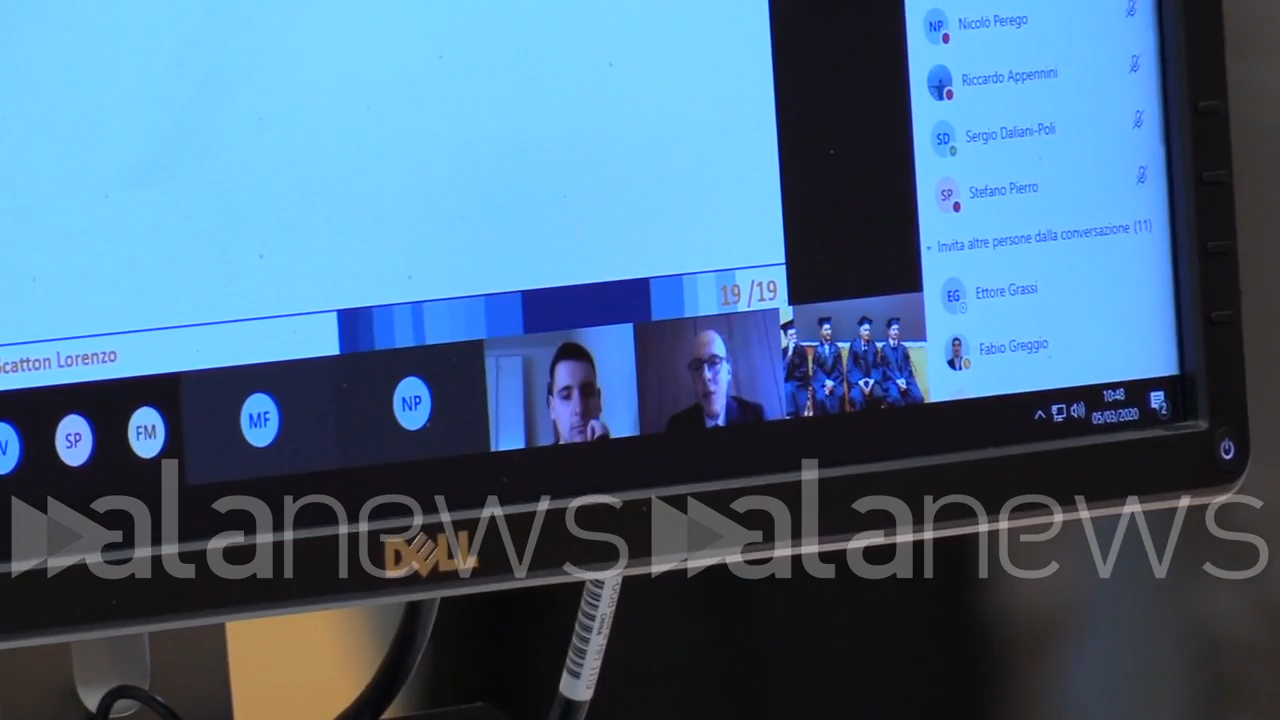 NP Nicolò Perego
Riccardo Appennini
SD Sergio Daliani-Poli
SP Stefano Pierro
Invita altre persone dalla conversazione (11)
EG Ettore Grassi
Fabio Greggio
19 /19
Scatton Lorenzo
V SP FM MF NP
10:48
05/03/2020
2
alanews alanews
DELL